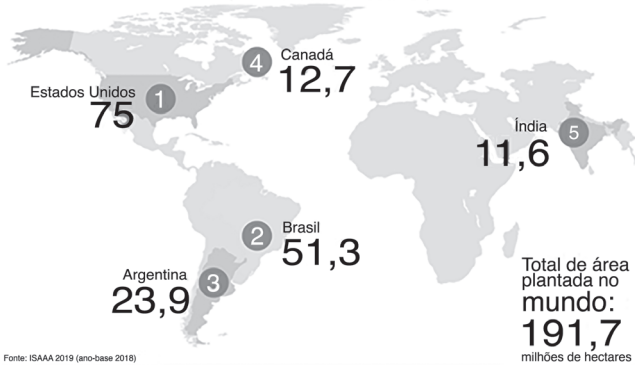 4
Canadá
12,7
Estados Unidos
1
75
Índia
5
11,6
2
Brasil
51,3
Argentina
3
23,9
Total de área
plantada no
mundo:
191,7
milhões de hectares
Fonte: ISAAA 2019 (ano-base 2018)